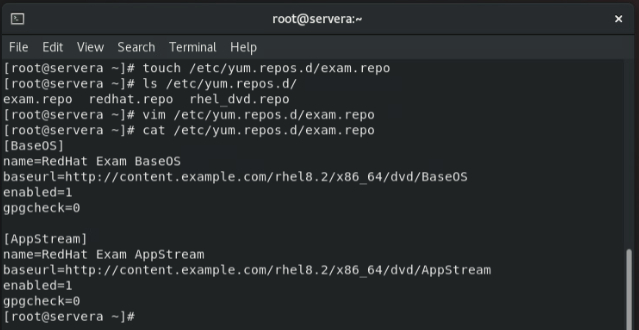 root@servera:~
File Edit View Search Terminal Help
[root@servera ~]# touch /etc/yum.repos.d/exam.repo
[root@servera ~]# ls /etc/yum.repos.d/
exam.repo  redhat.repo  rhel_dvd.repo
[root@servera ~]# vim /etc/yum.repos.d/exam.repo
[root@servera ~]# cat /etc/yum.repos.d/exam.repo
[BaseOS]
name=RedHat Exam BaseOS
baseurl=http://content.example.com/rhel8.2/x86_64/dvd/BaseOS
enabled=1
gpgcheck=0

[AppStream]
name=RedHat Exam AppStream
baseurl=http://content.example.com/rhel8.2/x86_64/dvd/AppStream
enabled=1
gpgcheck=0
[root@servera ~]#